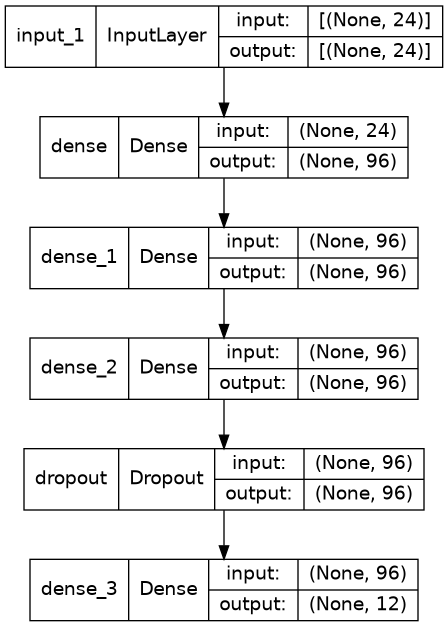 input_1 InputLayer input: [(None, 24)]
output: [(None, 24)]
dense Dense input: (None, 24)
output: (None, 96)
dense_1 Dense input: (None, 96)
output: (None, 96)
dense_2 Dense input: (None, 96)
output: (None, 96)
dropout Dropout input: (None, 96)
output: (None, 96)
dense_3 Dense input: (None, 96)
output: (None, 12)